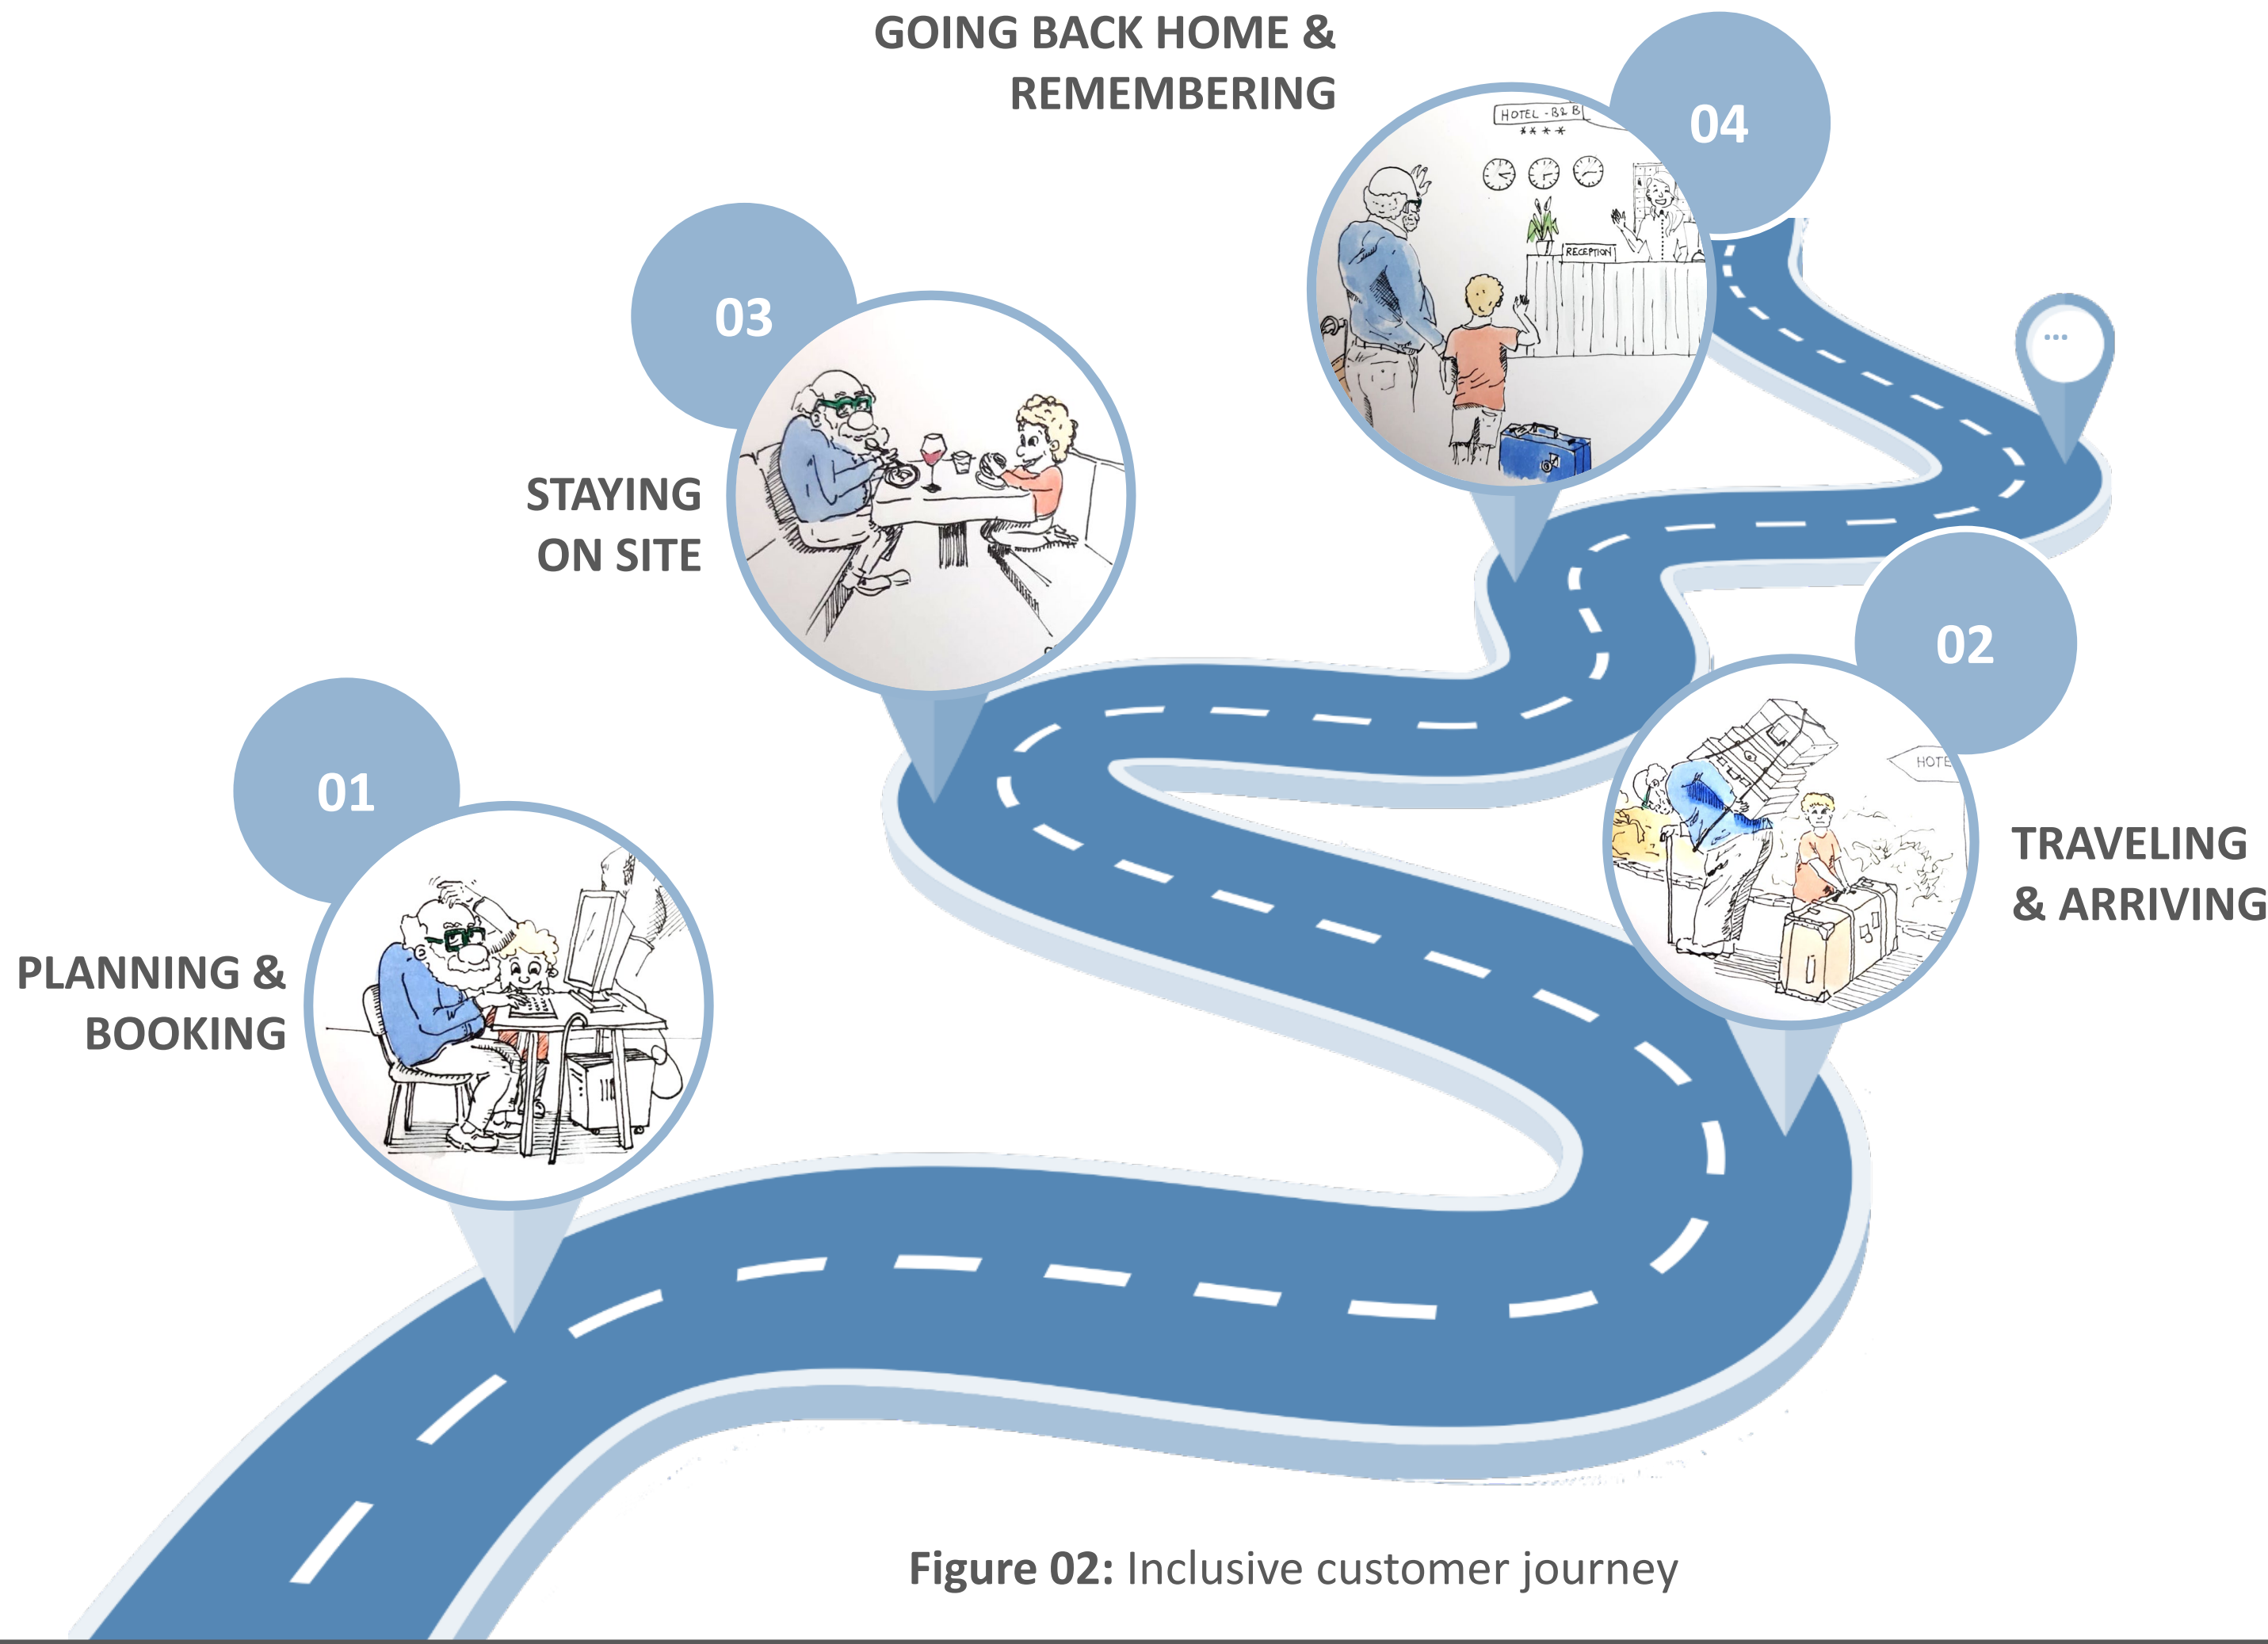 GOING BACK HOME &
REMEMBERING
04
HOTEL - B&B
****
RECEPTION
03
STAYING
ON SITE
...
02
HOTE
TRAVELING
& ARRIVING
01
PLANNING &
BOOKING
Figure 02: Inclusive customer journey